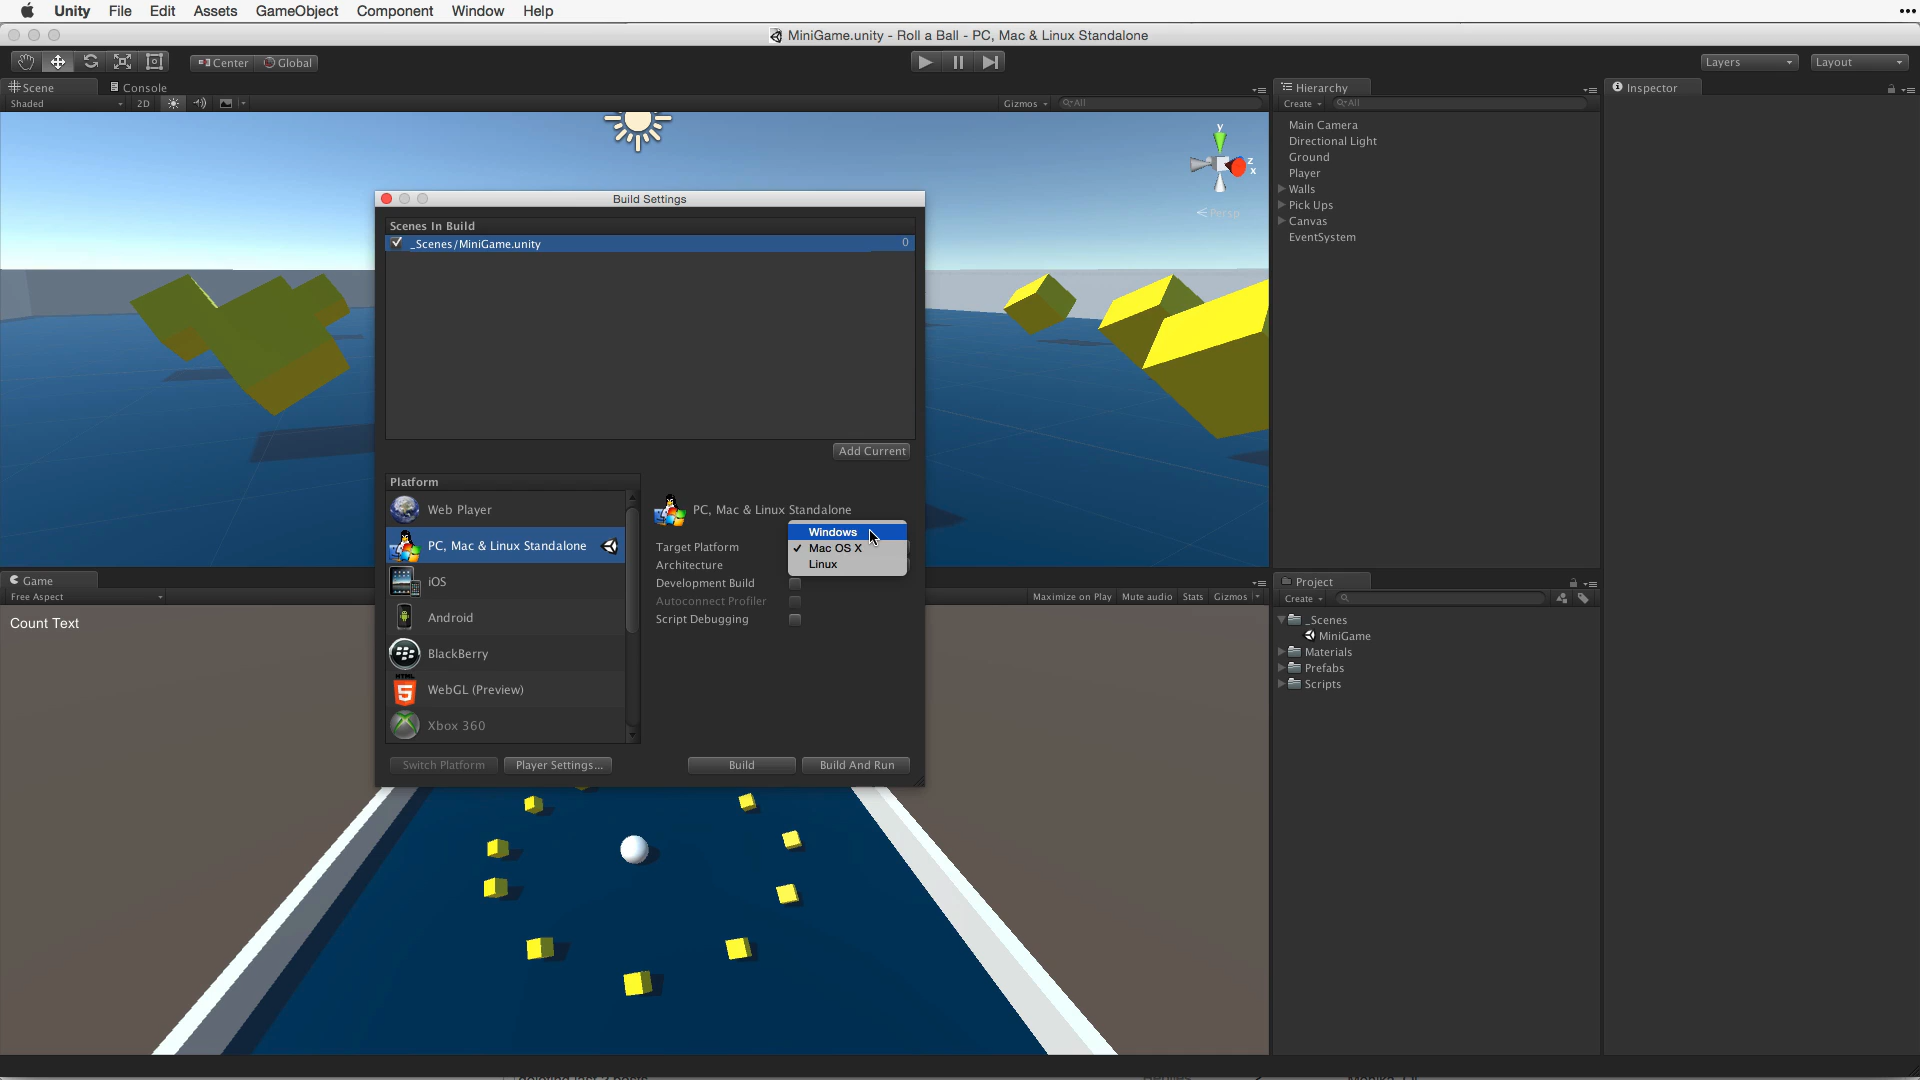 Unity File Edit Assets GameObject Component Window Help
MiniGame.unity - Roll a Ball - PC, Mac & Linux Standalone
Center Global
Layers Layout
Scene Console
Shaded 2D Gizmos All
Hierarchy
Create All
Inspector
Main Camera
Directional Light
Ground
Player
Walls
Pick Ups
Canvas
EventSystem
y
z
x
Persp
Build Settings
Scenes In Build
_Scenes/MiniGame.unity 0
Add Current
Platform
Web Player
PC, Mac & Linux Standalone
iOS
Android
BlackBerry
HTML
5
WebGL (Preview)
Xbox 360
PC, Mac & Linux Standalone
Target Platform
Windows
Mac OS X
Linux
Architecture
Development Build
Autoconnect Profiler
Script Debugging
Switch Platform Player Settings... Build Build And Run
Game
Free Aspect Maximize on Play Mute audio Stats Gizmos
Count Text
Project
Create
_Scenes
MiniGame
Materials
Prefabs
Scripts